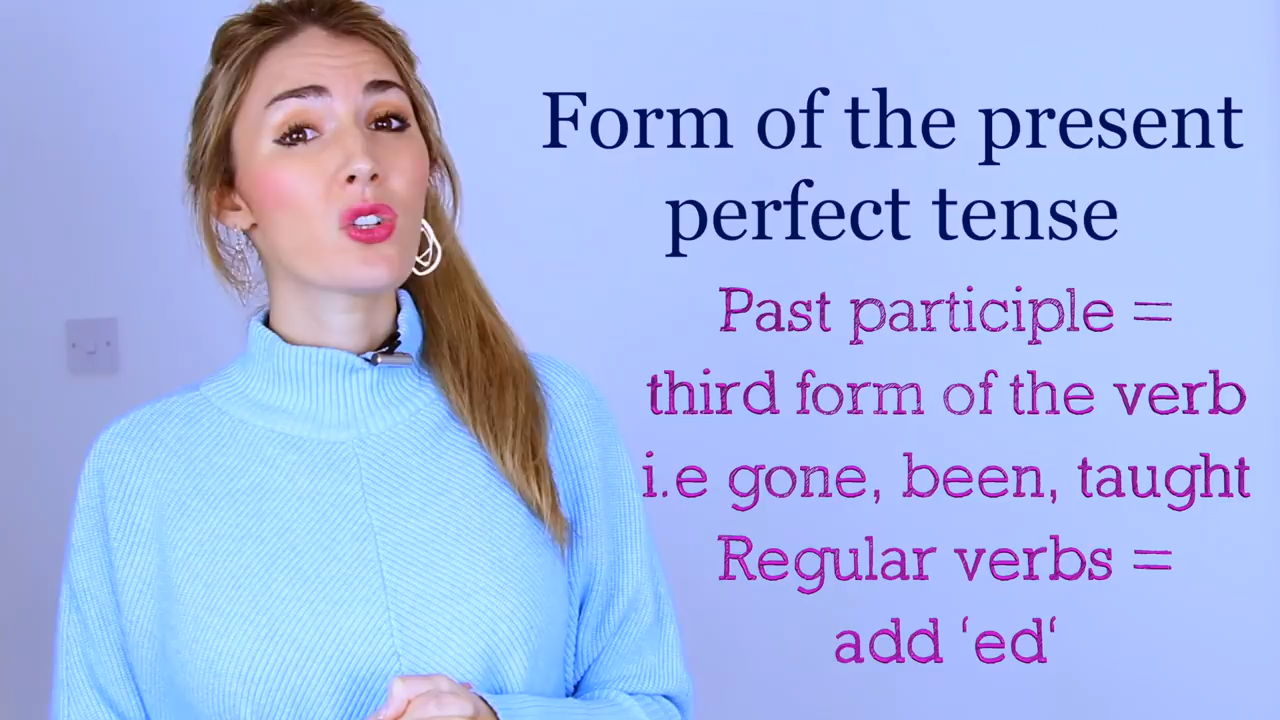 Form of the present
perfect tense
Past participle =
third form of the verb
i.e gone, been, taught
Regular verbs =
add ‘ed‘